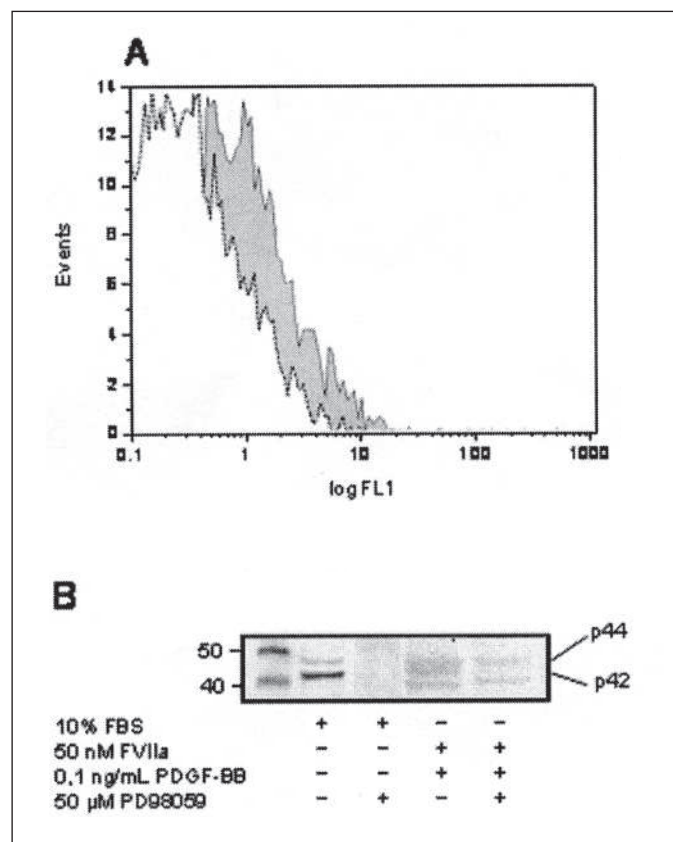 A
14
12
10
8
6
4
2
0
Events
0.1 1 10 100 1000
log FL1
B
50
40
p44
p42
10% FBS + + - -
50 nM FVIIa - - + +
0,1 ng/mL PDGF-BB - - + +
50 µM PD98059 - + - +